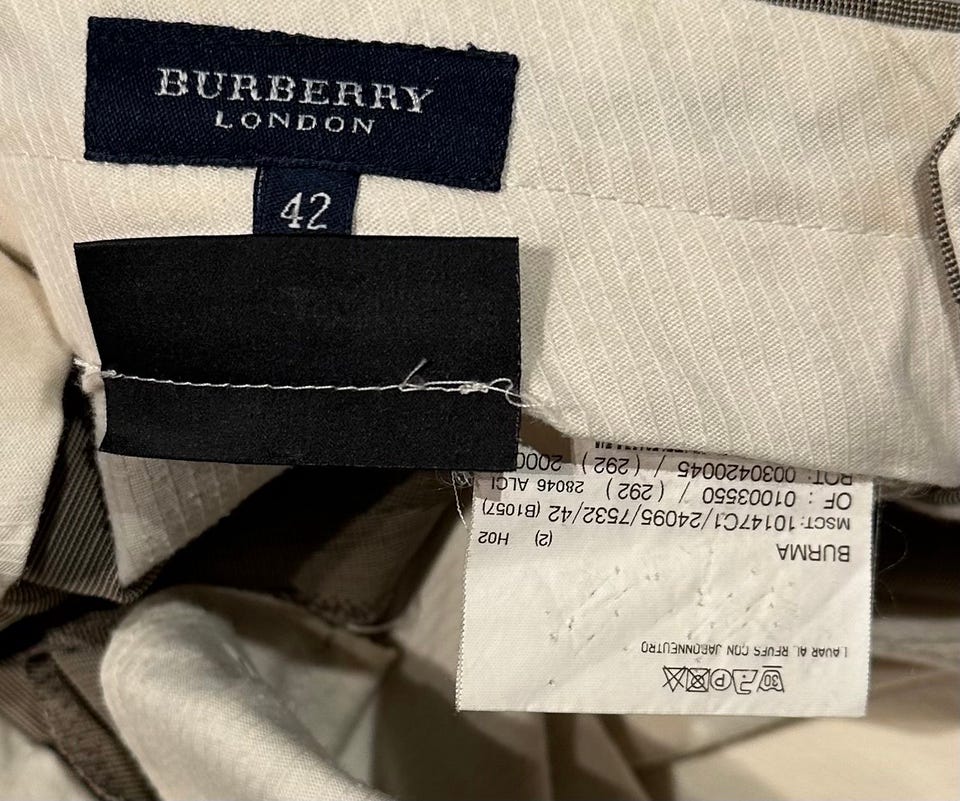 BURBERRY
LONDON
42
30 P
LAVAR AL REVES CON JABONNEUTRO
BURMA (2) H02
MSCT: 10147C1/24095/7532/42 (B1057)
OF : 01003550 / (292) 28046 ALCI
ROT: 0030420045 / (292) 2000